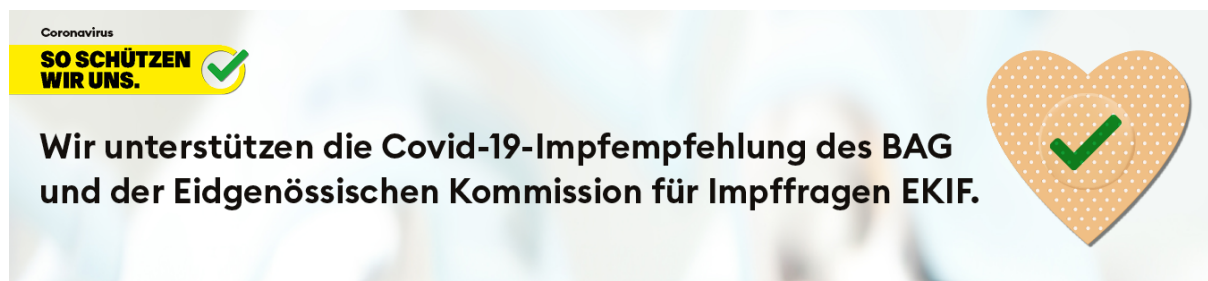 Coronavirus
SO SCHÜTZEN
WIR UNS.
Wir unterstützen die Covid-19-Impfempfehlung des BAG
und der Eidgenössischen Kommission für Impffragen EKIF.